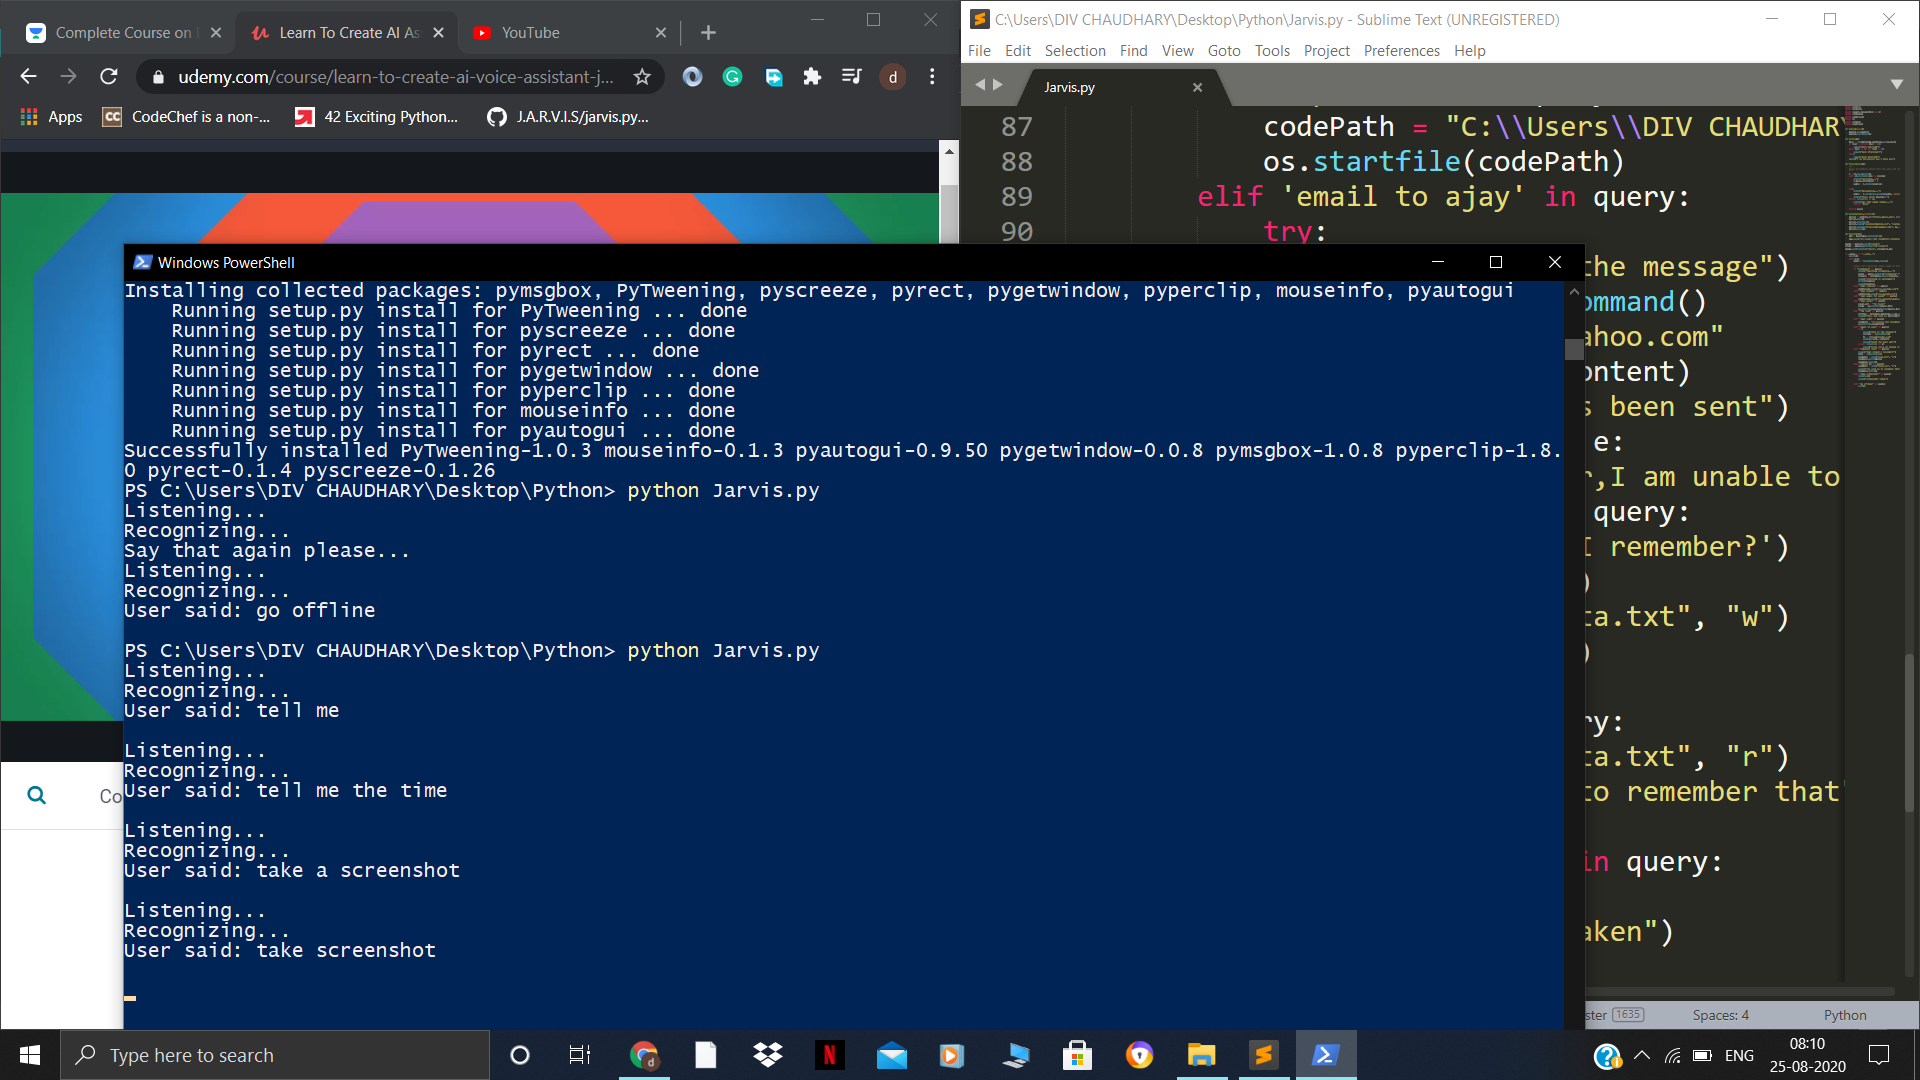 Complete Course on
Learn To Create AI As
YouTube
udemy.com/course/learn-to-create-ai-voice-assistant-j...
d
Apps
CC CodeChef is a non-...
42 Exciting Python...
J.A.R.V.I.S/jarvis.py...
Co
C:\Users\DIV CHAUDHARY\Desktop\Python\Jarvis.py - Sublime Text (UNREGISTERED)
File Edit Selection Find View Goto Tools Project Preferences Help
Jarvis.py
87 codePath = "C:\\Users\\DIV CHAUDHARY
88 os.startfile(codePath)
89 elif 'email to ajay' in query:
90 try:
the message")
ommand()
ahoo.com"
ontent)
s been sent")
e:
r,I am unable to
query:
I remember?')
)
ta.txt", "w")
)
ry:
ta.txt", "r")
to remember that'
in query:
aken")
ster 1635 Spaces: 4 Python
Windows PowerShell
Installing collected packages: pymsgbox, PyTweening, pyscreeze, pyrect, pygetwindow, pyperclip, mouseinfo, pyautogui
Running setup.py install for PyTweening ... done
Running setup.py install for pyscreeze ... done
Running setup.py install for pyrect ... done
Running setup.py install for pygetwindow ... done
Running setup.py install for pyperclip ... done
Running setup.py install for mouseinfo ... done
Running setup.py install for pyautogui ... done
Successfully installed PyTweening-1.0.3 mouseinfo-0.1.3 pyautogui-0.9.50 pygetwindow-0.0.8 pymsgbox-1.0.8 pyperclip-1.8.
0 pyrect-0.1.4 pyscreeze-0.1.26
PS C:\Users\DIV CHAUDHARY\Desktop\Python> python Jarvis.py
Listening...
Recognizing...
Say that again please...
Listening...
Recognizing...
User said: go offline
PS C:\Users\DIV CHAUDHARY\Desktop\Python> python Jarvis.py
Listening...
Recognizing...
User said: tell me
Listening...
Recognizing...
User said: tell me the time
Listening...
Recognizing...
User said: take a screenshot
Listening...
Recognizing...
User said: take screenshot
Type here to search
ENG
08:10
25-08-2020